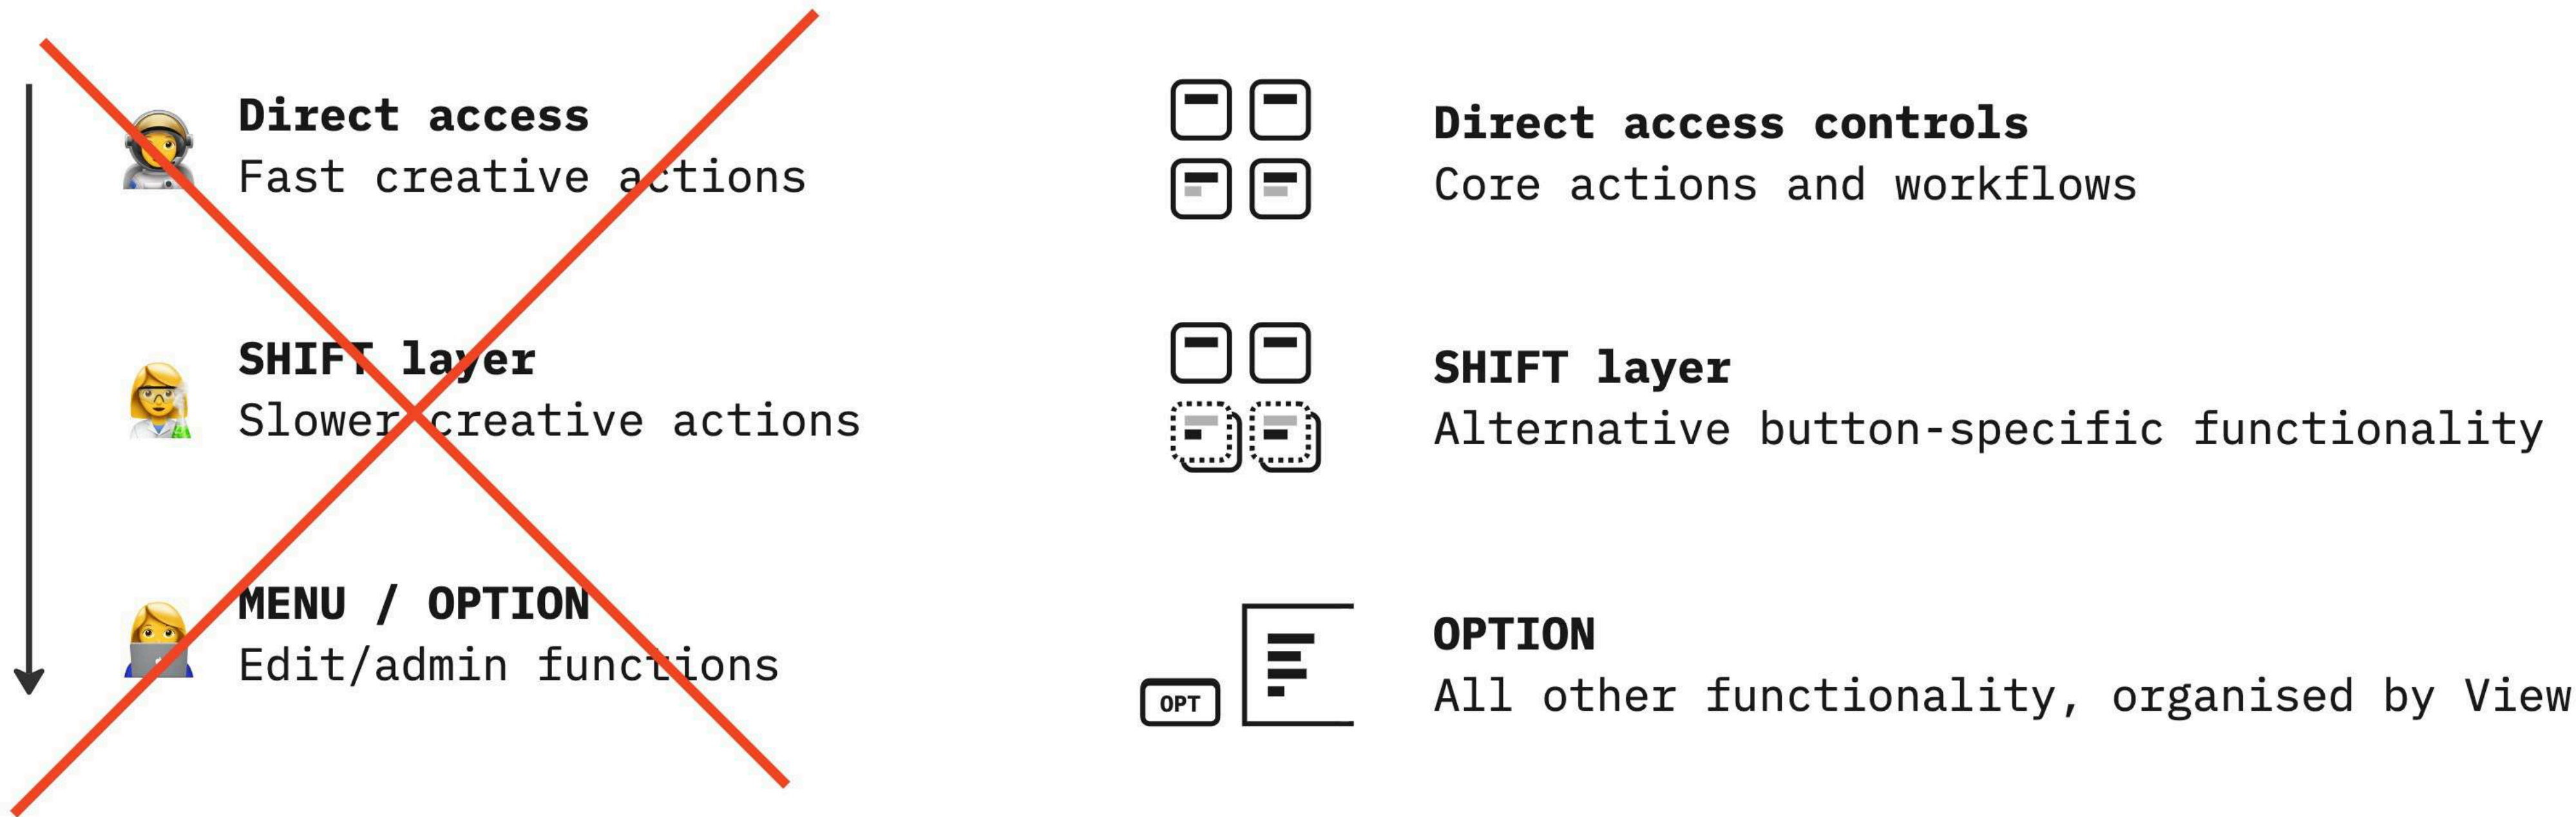 Direct access
Fast creative actions
SHIFT layer
Slower creative actions
MENU / OPTION
Edit/admin functions
Direct access controls
Core actions and workflows
SHIFT layer
Alternative button-specific functionality
OPT
OPTION
All other functionality, organised by View